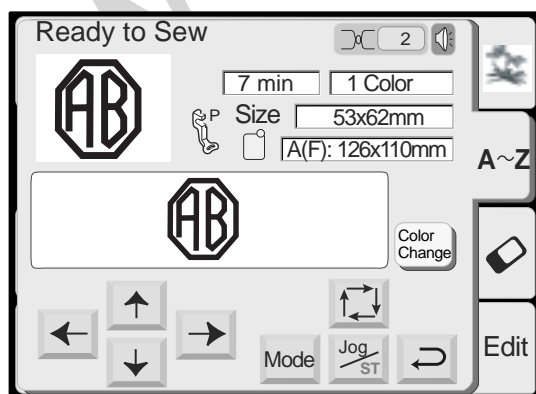 Ready to Sew
2
AB
7 min
1 Color
P
Size
53x62mm
A(F): 126x110mm
A~Z
AB
Color
Change
Mode
Jog
ST
Edit